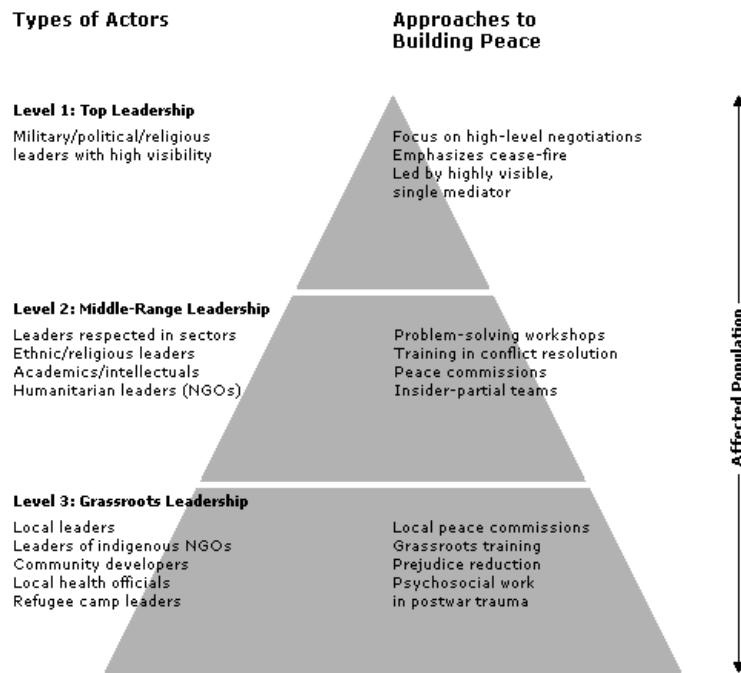 Types of Actors
Approaches to
Building Peace
Level 1: Top Leadership
Military/political/religious
leaders with high visibility
Focus on high-level negotiations
Emphasizes cease-fire
Led by highly visible,
single mediator
Level 2: Middle-Range Leadership
Leaders respected in sectors
Ethnic/religious leaders
Academics/intellectuals
Humanitarian leaders (NGOs)
Problem-solving workshops
Training in conflict resolution
Peace commissions
Insider-partial teams
Level 3: Grassroots Leadership
Local leaders
Leaders of indigenous NGOs
Community developers
Local health officials
Refugee camp leaders
Local peace commissions
Grassroots training
Prejudice reduction
Psychosocial work
in postwar trauma
Affected Population